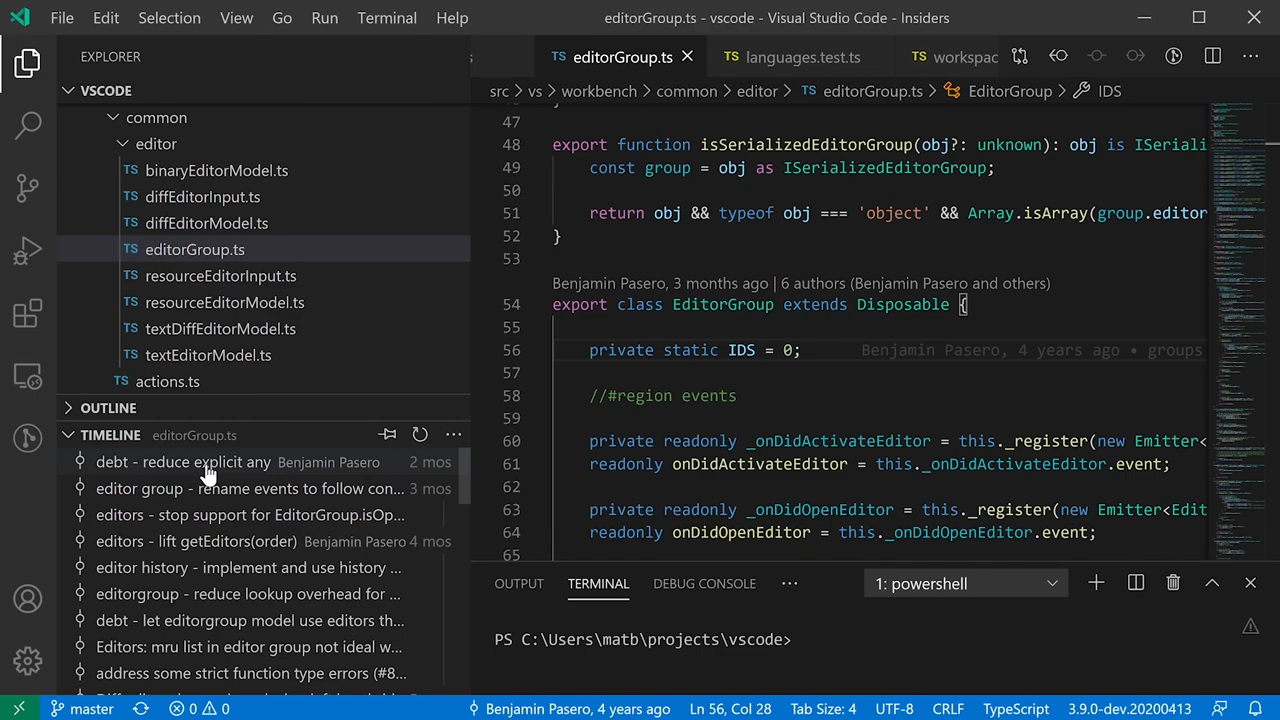 File Edit Selection View Go Run Terminal Help editorGroup.ts - vscode - Visual Studio Code - Insiders
EXPLORER
VSCODE
common
editor
TS binaryEditorModel.ts
TS diffEditorInput.ts
TS diffEditorModel.ts
TS editorGroup.ts
TS resourceEditorInput.ts
TS resourceEditorModel.ts
TS textDiffEditorModel.ts
TS textEditorModel.ts
TS actions.ts
OUTLINE
TIMELINE editorGroup.ts
debt - reduce explicit any Benjamin Pasero 2 mos
editor group - rename events to follow con... 3 mos
editors - stop support for EditorGroup.isOp...
editors - lift getEditors(order) Benjamin Pasero 4 mos
editor history - implement and use history ...
editorgroup - reduce lookup overhead for ...
debt - let editorgroup model use editors th...
Editors: mru list in editor group not ideal w...
address some strict function type errors (#8...
TS editorGroup.ts TS languages.test.ts TS workspac
src > vs > workbench > common > editor > TS editorGroup.ts > EditorGroup > IDS
47
48 export function isSerializedEditorGroup(obj?: unknown): obj is ISeriali
49 const group = obj as ISerializedEditorGroup;
50
51 return obj && typeof obj === 'object' && Array.isArray(group.editor
52 }
53
Benjamin Pasero, 3 months ago | 6 authors (Benjamin Pasero and others)
54 export class EditorGroup extends Disposable {
55
56 private static IDS = 0; Benjamin Pasero, 4 years ago • groups
57
58 //#region events
59
60 private readonly _onDidActivateEditor = this._register(new Emitter<
61 readonly onDidActivateEditor = this._onDidActivateEditor.event;
62
63 private readonly _onDidOpenEditor = this._register(new Emitter<Edit
64 readonly onDidOpenEditor = this._onDidOpenEditor.event;
65
OUTPUT TERMINAL DEBUG CONSOLE ··· 1: powershell
PS C:\Users\matb\projects\vscode>
master 0 0 Benjamin Pasero, 4 years ago Ln 56, Col 28 Tab Size: 4 UTF-8 CRLF TypeScript 3.9.0-dev.20200413